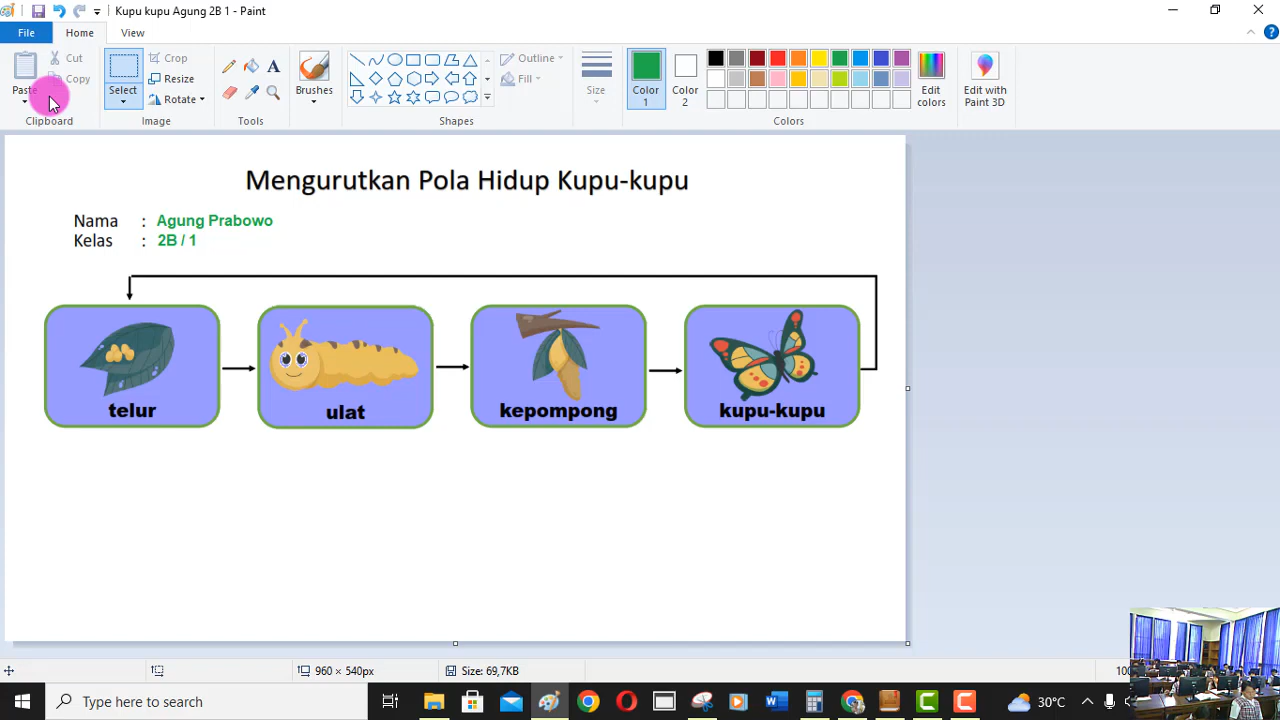 Kupu kupu Agung 2B 1 - Paint
File Home View
Paste
Cut
Copy
Clipboard
Select
Crop
Resize
Rotate
Image
A
Tools
Brushes
Shapes
Outline
Fill
Size
Color 1
Color 2
Edit colors
Colors
Edit with Paint 3D
Mengurutkan Pola Hidup Kupu-kupu
Nama : Agung Prabowo
Kelas : 2B / 1
telur
ulat
kepompong
kupu-kupu
960 × 540px
Size: 69,7KB
Type here to search
30°C